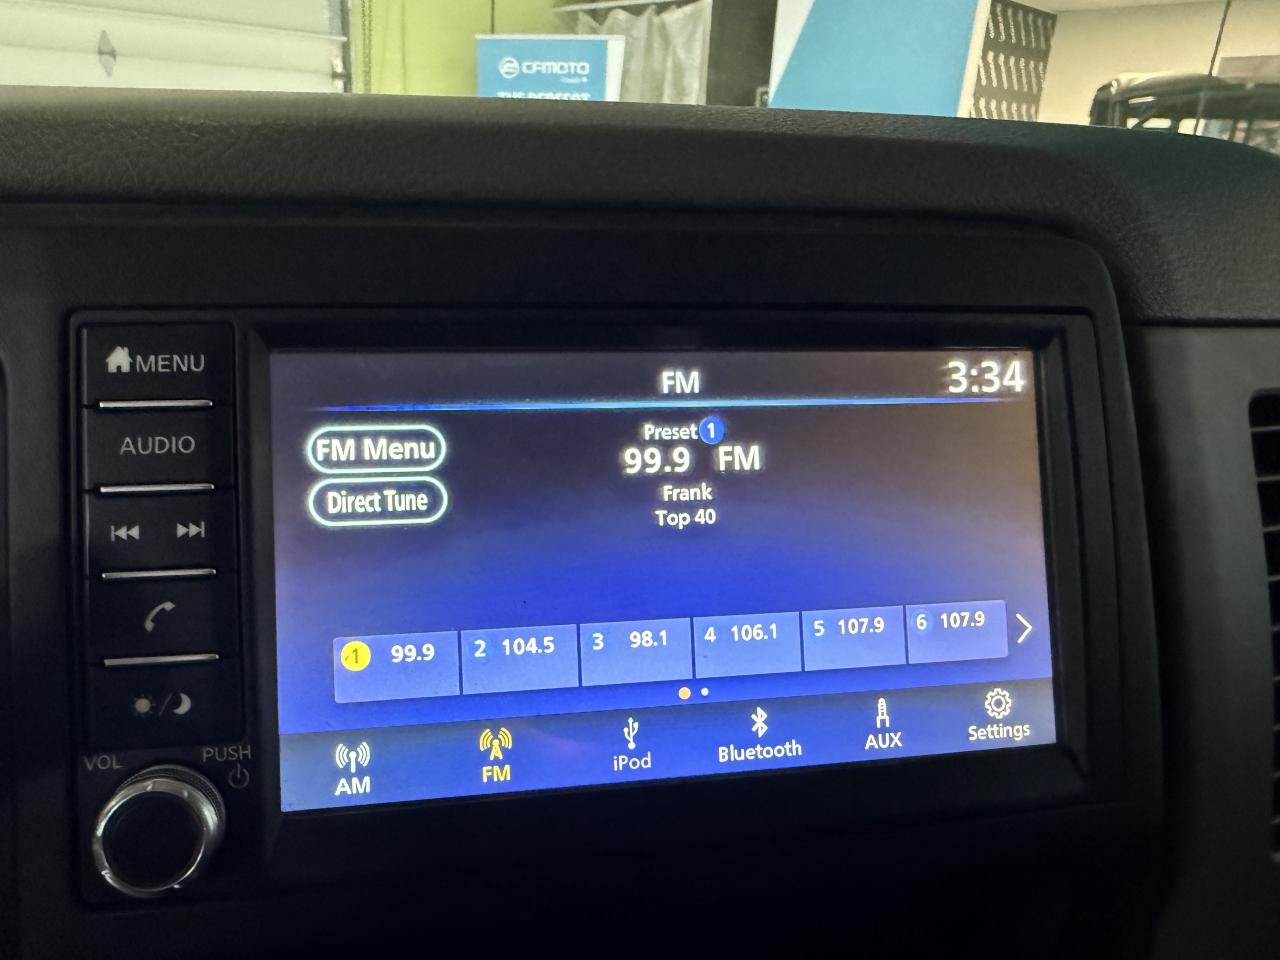 CFMOTO
MENU
AUDIO
VOL
PUSH
FM
3:34
FM Menu
Direct Tune
Preset 1
99.9 FM
Frank
Top 40
1 99.9
2 104.5
3 98.1
4 106.1
5 107.9
6 107.9
AM
FM
iPod
Bluetooth
AUX
Settings